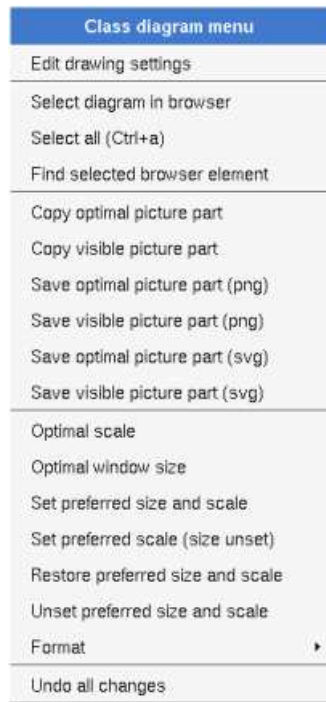 Class diagram menu
Edit drawing settings
Select diagram in browser
Select all (Ctrl+a)
Find selected browser element
Copy optimal picture part
Copy visible picture part
Save optimal picture part (png)
Save visible picture part (png)
Save optimal picture part (svg)
Save visible picture part (svg)
Optimal scale
Optimal window size
Set preferred size and scale
Set preferred scale (size unset)
Restore preferred size and scale
Unset preferred size and scale
Format
Undo all changes